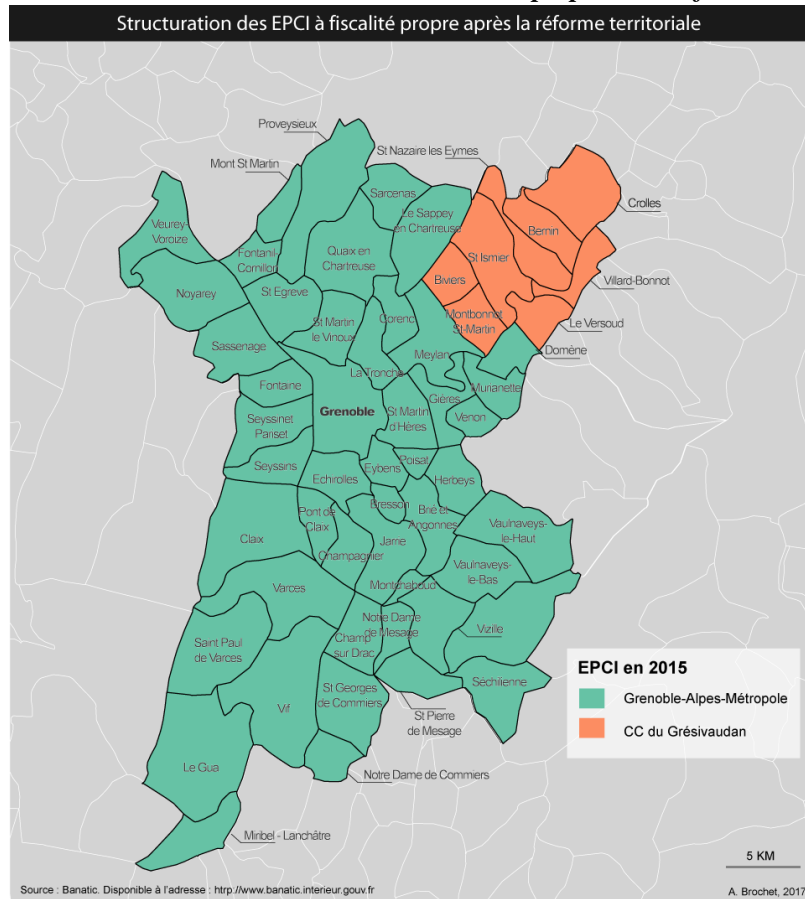 Structuration des EPCI à fiscalité propre après la réforme territoriale
Proveysieux
St Nazaire les Eymes
Mont St Martin
Crolles
Sarcenas
Le Sappey
en Chartreuse
Veurey-
Voroize
Bernin
Quaix en
Chartreuse
Fontanil-
Cornillon
St Ismier
Biviers
Villard-Bonnot
Noyarey
St Egreve
Montbonnot
St-Martin
Corenc
St Martin
le Vinoux
Le Versoud
Sassenage
Meylan
Domène
La Tronche
Fontaine
Murianette
Gières
Grenoble
St Martin
d'Hères
Venon
Seyssinet
Pariset
Poisat
Seyssins
Eybens
Echirolles
Herbeys
Bresson
Pont de
Claix
Brié et
Angonnes
Vaulnaveys-
le-Haut
Claix
Jarrie
Champagnier
Vaulnaveys-
le-Bas
Varces
Montchaboud
Notre Dame
de Mesage
Vizille
Saint Paul
de Varces
Champ
sur Drac
EPCI en 2015
Séchilienne
St Georges
de Commiers
Grenoble-Alpes-Métropole
Vif
St Pierre
de Mesage
CC du Grésivaudan
Le Gua
Notre Dame de Commiers
Miribel - Lanchâtre
5 KM
Source : Banatic. Disponible à l'adresse : http://www.banatic.interieur.gouv.fr
A. Brochet, 2017